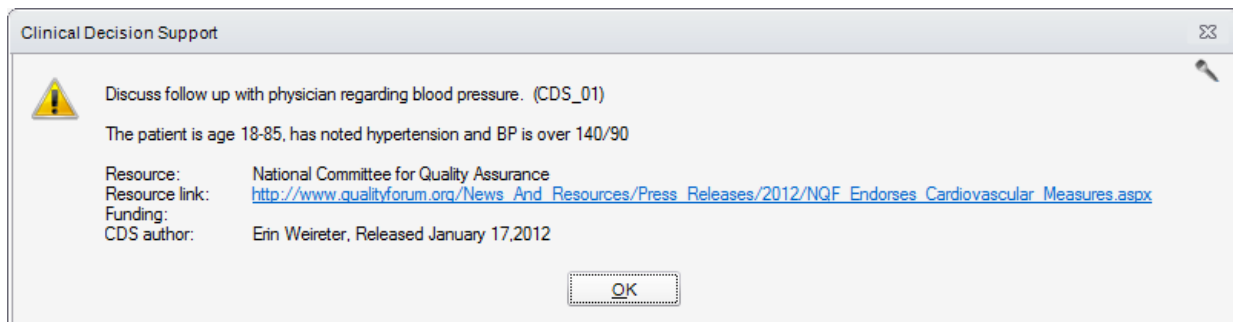 Clinical Decision Support
Discuss follow up with physician regarding blood pressure. (CDS_01)
The patient is age 18-85, has noted hypertension and BP is over 140/90
Resource: National Committee for Quality Assurance
Resource link: http://www.qualityforum.org/News_And_Resources/Press_Releases/2012/NQF_Endorses_Cardiovascular_Measures.aspx
Funding:
CDS author: Erin Weireter, Released January 17,2012
OK